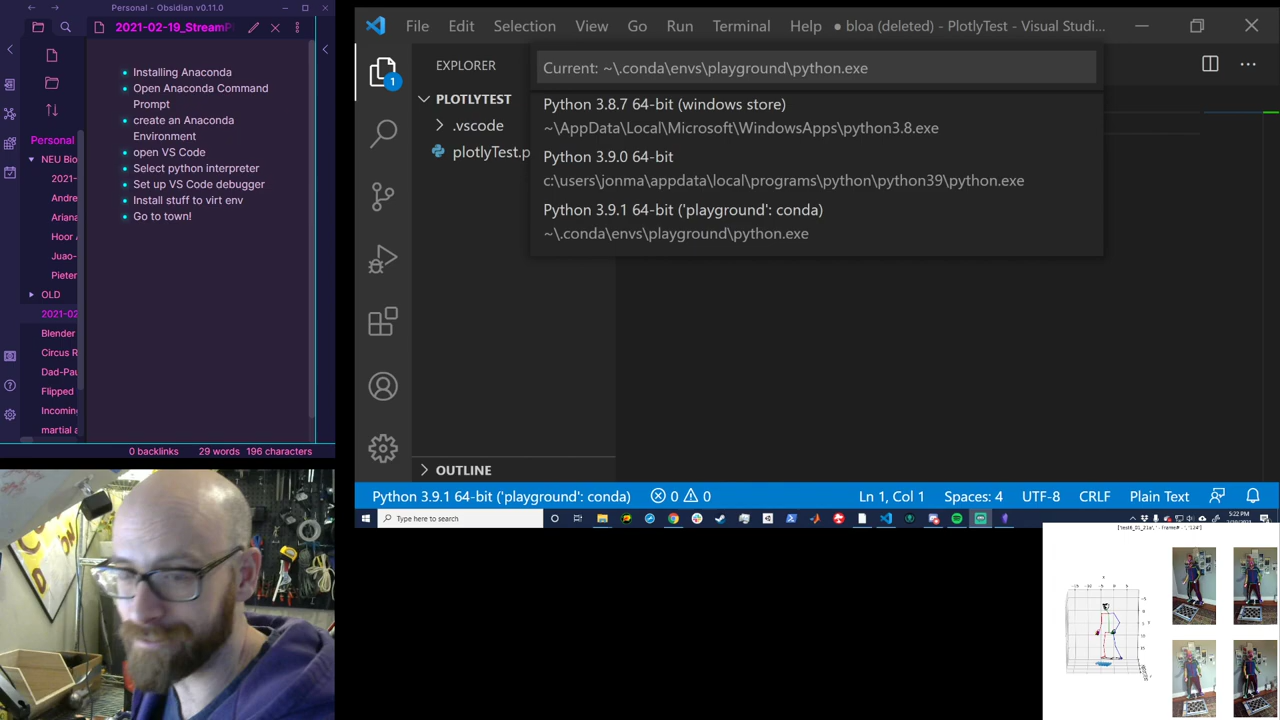 Personal - Obsidian v0.11.0
2021-02-19_StreamP
Installing Anaconda
Open Anaconda Command
Prompt
create an Anaconda
Environment
open VS Code
Select python interpreter
Set up VS Code debugger
Install stuff to virt env
Go to town!
Personal
NEU Bio
2021-
Andre
Ariana
Hoor
Juao-
Pieter
OLD
2021-02
Blender
Circus R
Dad-Pau
Flipped
Incoming
martial a
0 backlinks 29 words 196 characters
File Edit Selection View Go Run Terminal Help ● bioa (deleted) - PlotlyTest - Visual Studi...
EXPLORER
1
PLOTLYTEST
.vscode
plotlyTest.p
Current: ~\.conda\envs\playground\python.exe
Python 3.8.7 64-bit (windows store)
~\AppData\Local\Microsoft\WindowsApps\python3.8.exe
Python 3.9.0 64-bit
c:\users\jonma\appdata\local\programs\python\python39\python.exe
Python 3.9.1 64-bit ('playground': conda)
~\.conda\envs\playground\python.exe
OUTLINE
Python 3.9.1 64-bit ('playground': conda) 0 0 Ln 1, Col 1 Spaces: 4 UTF-8 CRLF Plain Text
Type here to search
5:22 PM